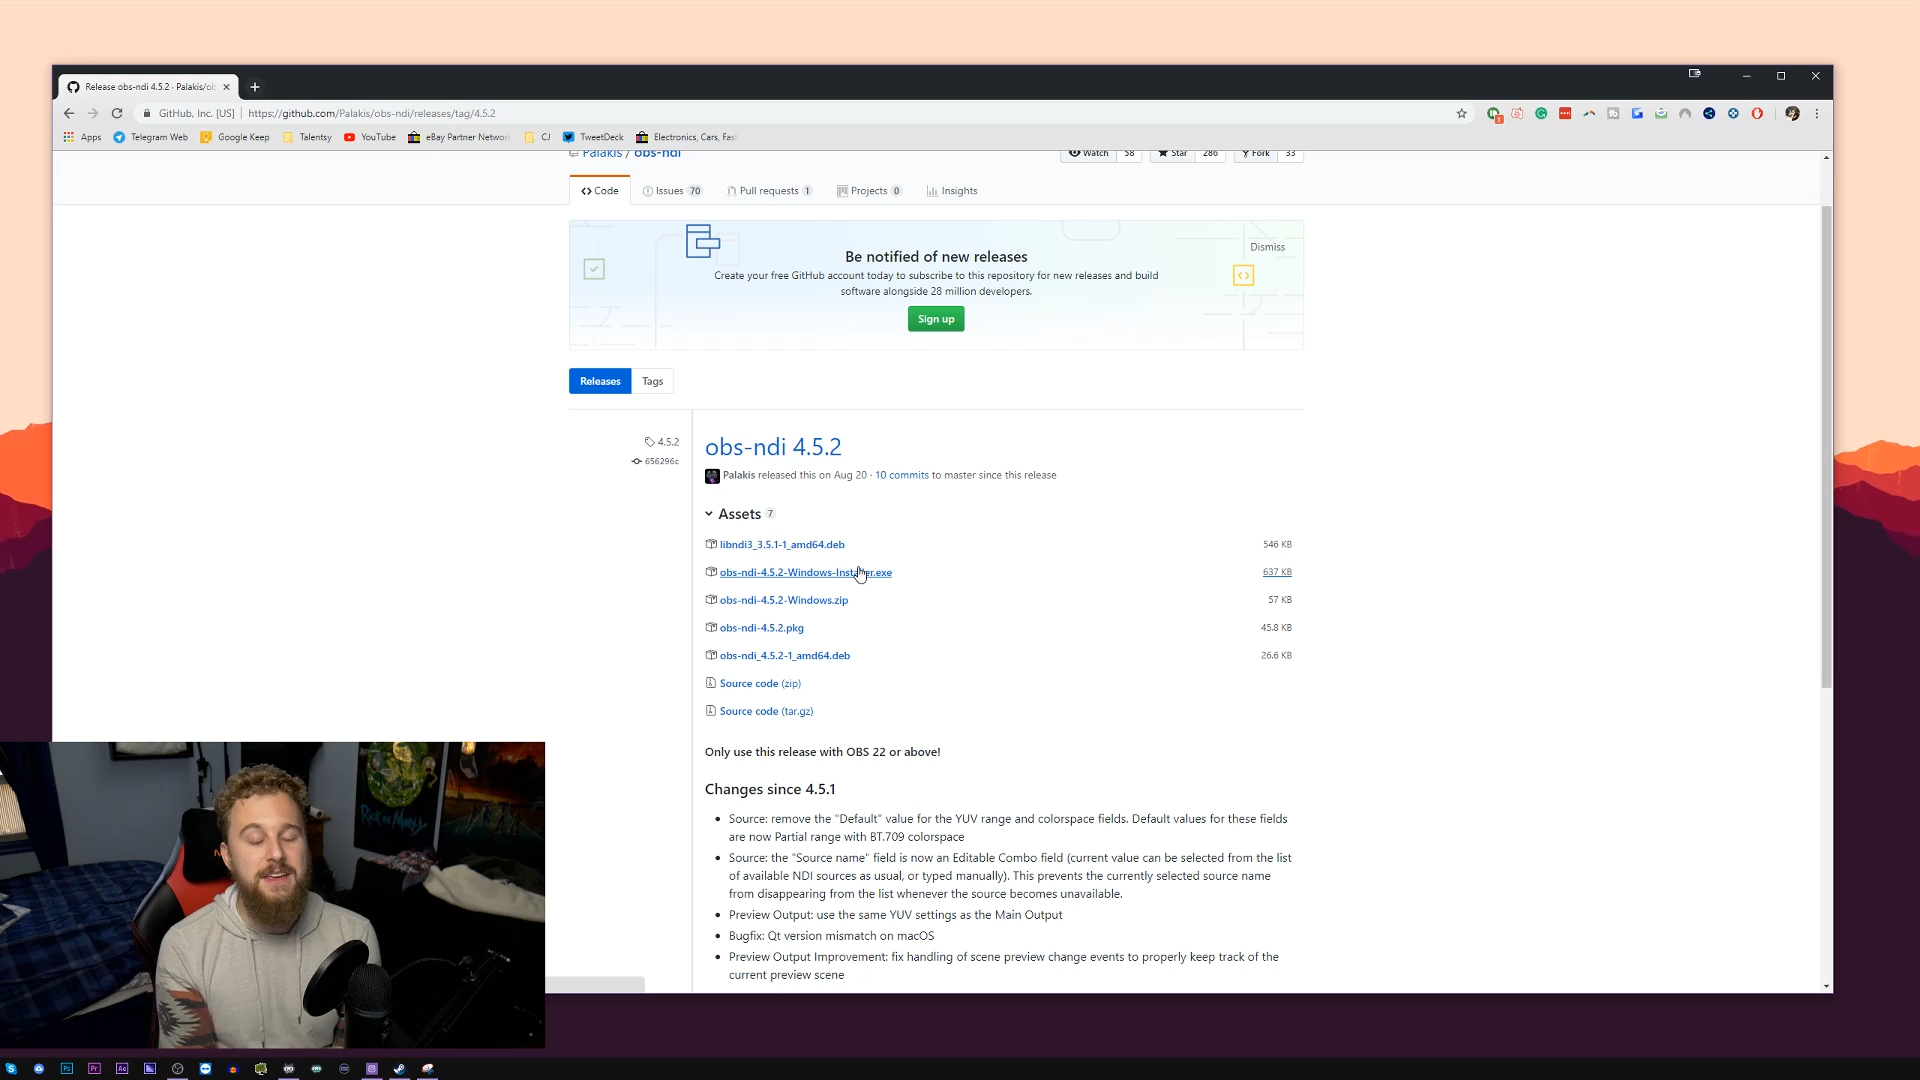 Release obs-ndi 4.5.2 · Palakis/ob
GitHub, Inc. [US] | https://github.com/Palakis/obs-ndi/releases/tag/4.5.2
Apps Telegram Web Google Keep Talentsy YouTube eBay Partner Network CJ TweetDeck Electronics, Cars, Fas
Palakis / obs-ndi Watch 58 Star 286 Fork 33
Code Issues 70 Pull requests 1 Projects 0 Insights
Be notified of new releases
Dismiss
Create your free GitHub account today to subscribe to this repository for new releases and build
software alongside 28 million developers.
Sign up
Releases Tags
4.5.2
656296c
obs-ndi 4.5.2
Palakis released this on Aug 20 · 10 commits to master since this release
Assets 7
libndi3_3.5.1-1_amd64.deb 546 KB
obs-ndi-4.5.2-Windows-Installer.exe 637 KB
obs-ndi-4.5.2-Windows.zip 57 KB
obs-ndi-4.5.2.pkg 45.8 KB
obs-ndi_4.5.2-1_amd64.deb 26.6 KB
Source code (zip)
Source code (tar.gz)
Only use this release with OBS 22 or above!
Changes since 4.5.1
• Source: remove the "Default" value for the YUV range and colorspace fields. Default values for these fields
are now Partial range with BT.709 colorspace
• Source: the "Source name" field is now an Editable Combo field (current value can be selected from the list
of available NDI sources as usual, or typed manually). This prevents the currently selected source name
from disappearing from the list whenever the source becomes unavailable.
• Preview Output: use the same YUV settings as the Main Output
• Bugfix: Qt version mismatch on macOS
• Preview Output Improvement: fix handling of scene preview change events to properly keep track of the
current preview scene
Rick and Morty
Ps Pr Ae